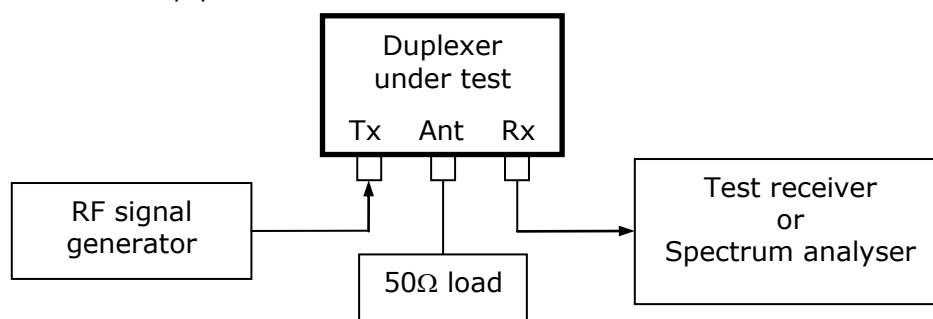 Duplexer
under test
Tx Ant Rx
RF signal
generator
50Ω load
Test receiver
or
Spectrum analyser